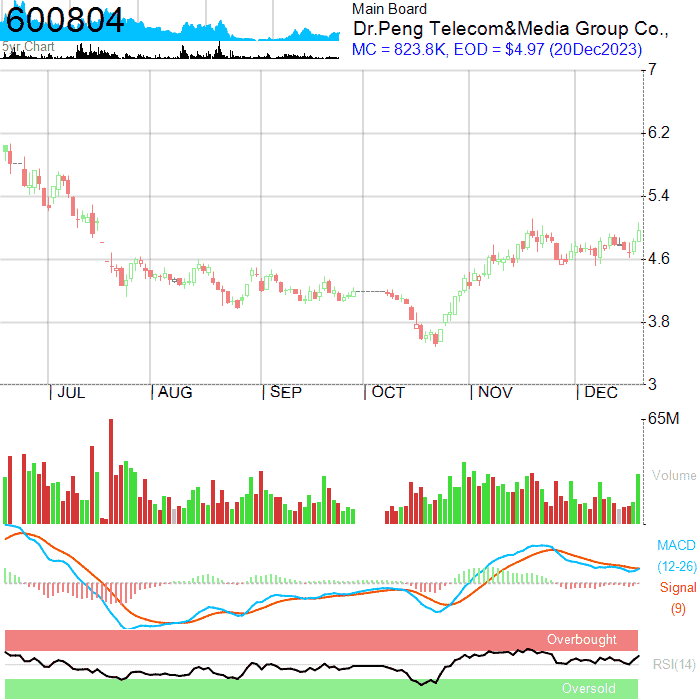 600804
5yr Chart
Main Board
Dr.Peng Telecom&Media Group Co.,
MC = 823.8K, EOD = $4.97 (20Dec2023)
7
6.2
5.4
4.6
3.8
3
JUL AUG SEP OCT NOV DEC
65M
Volume
MACD
(12-26)
Signal
(9)
Overbought
RSI(14)
Oversold